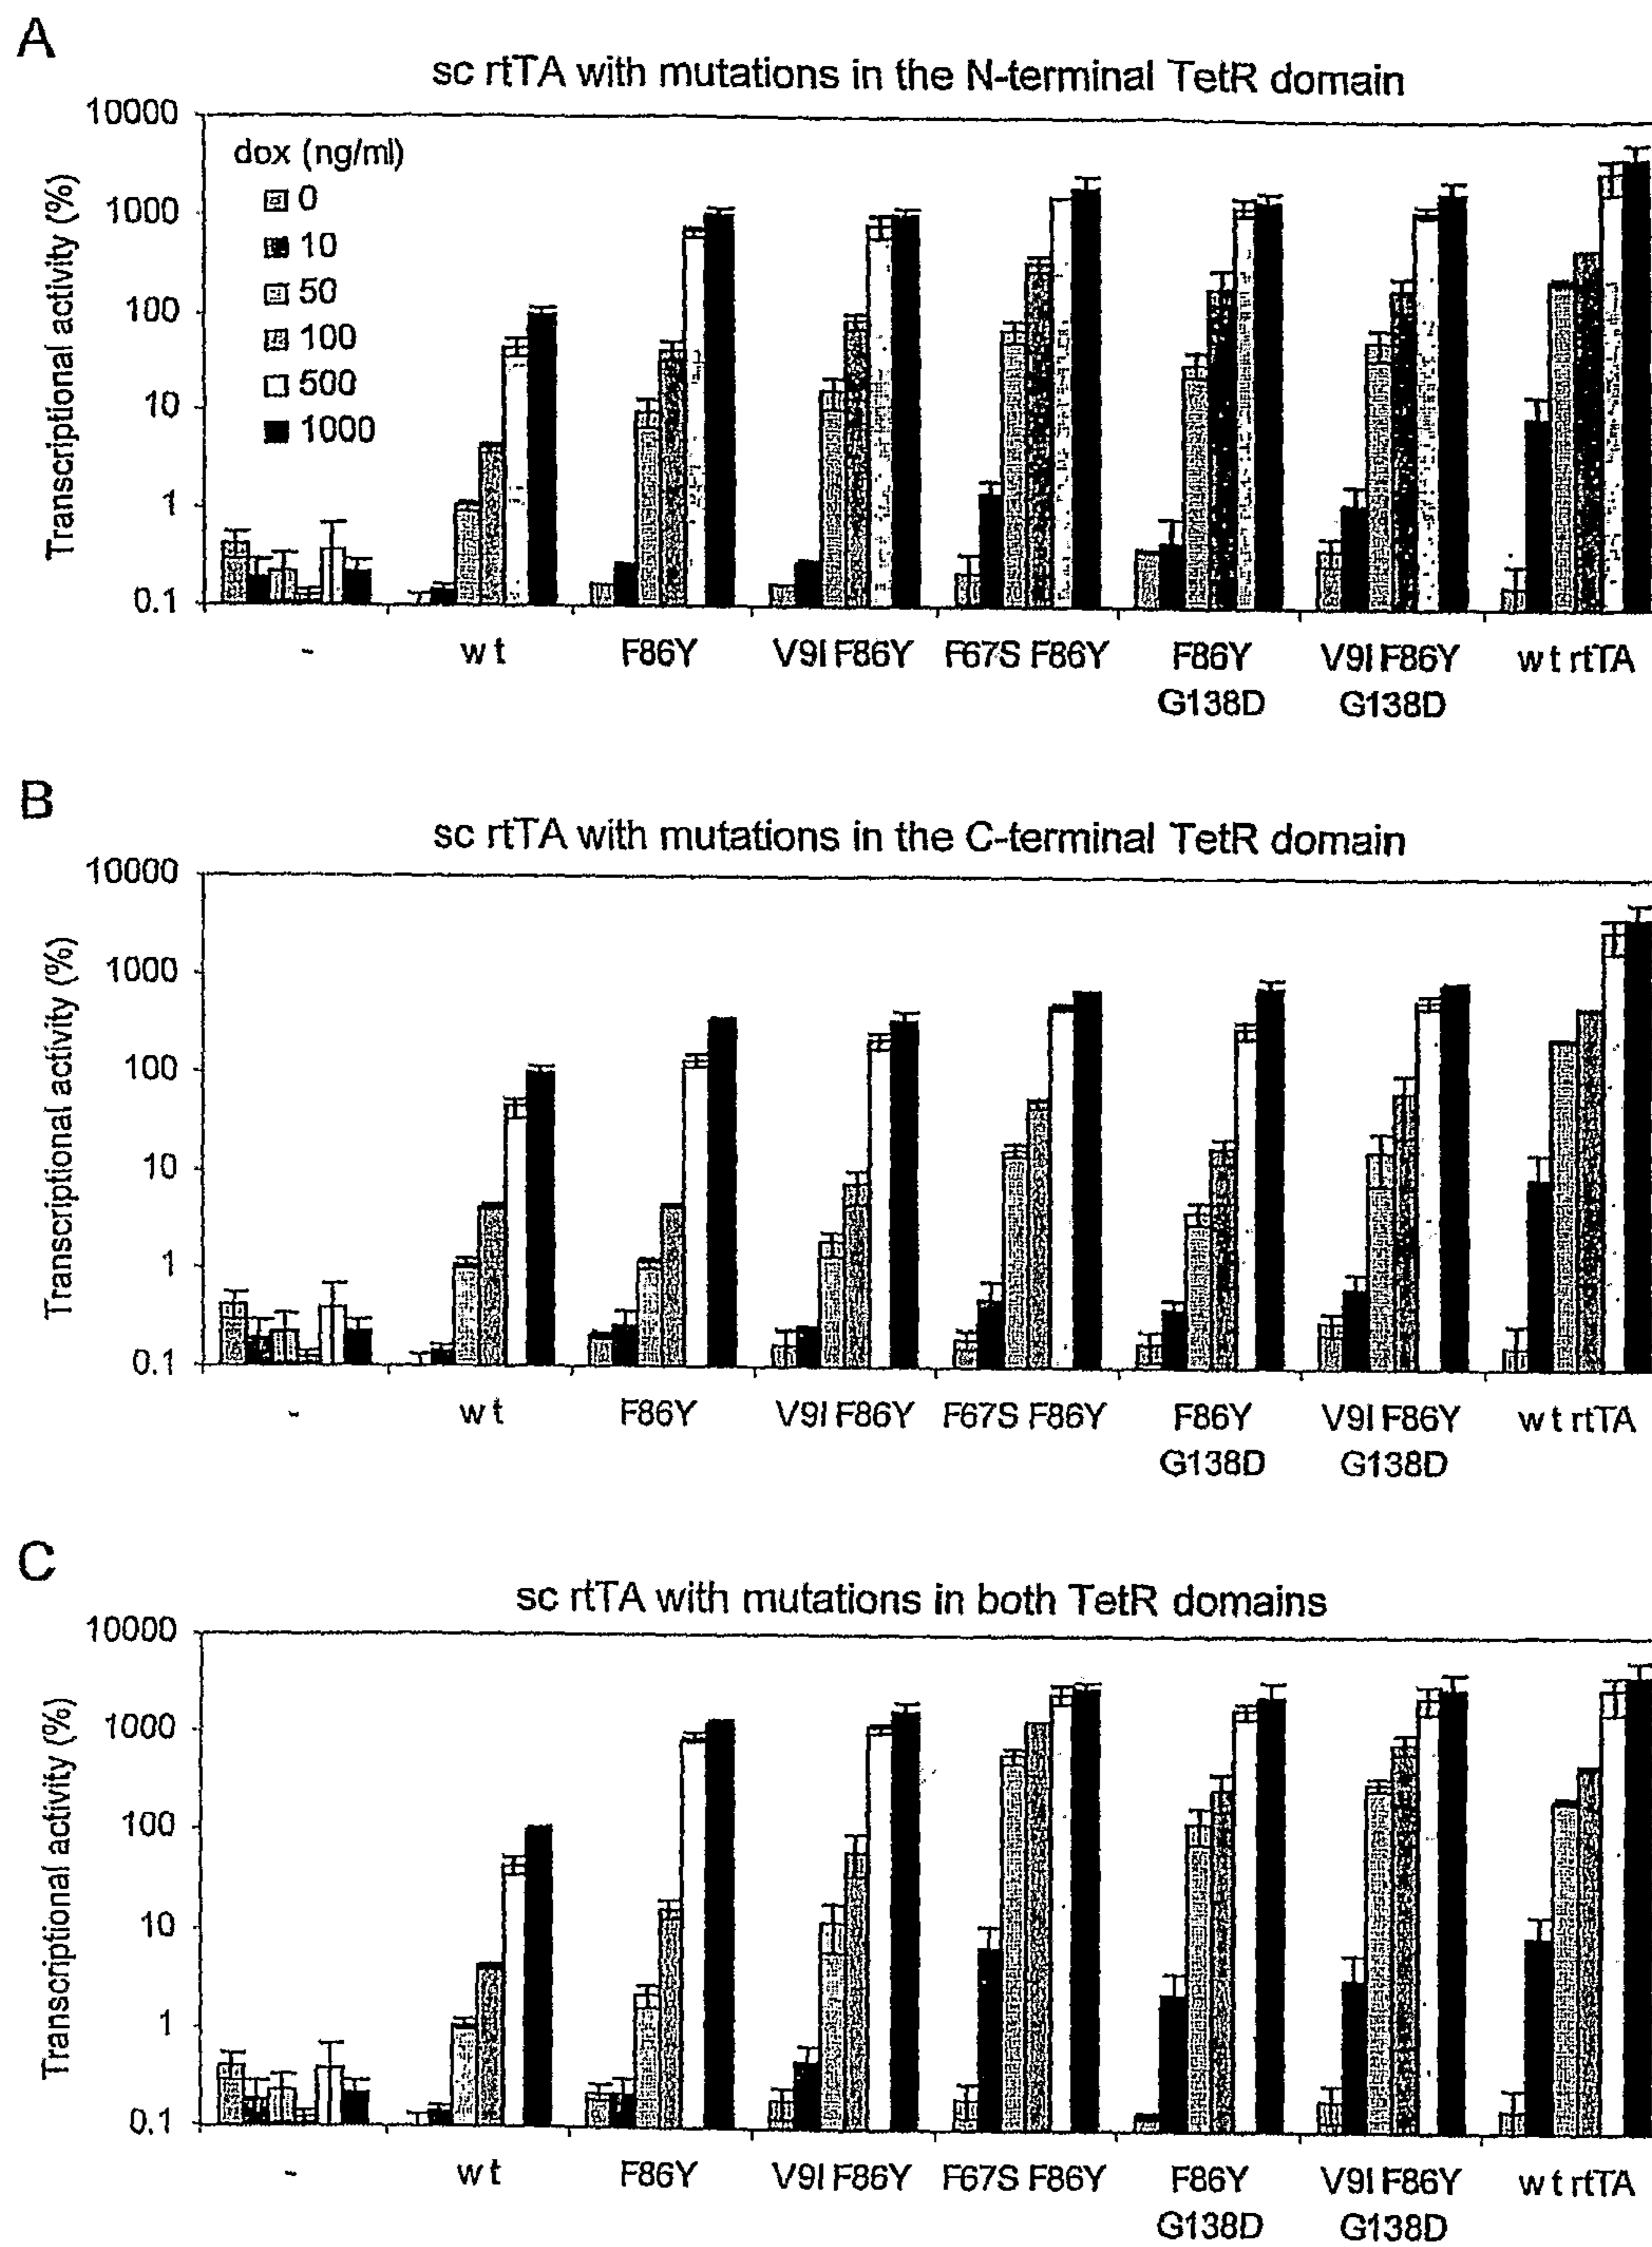 A
sc rtTA with mutations in the N-terminal TetR domain
Transcriptional activity (%)
10000
1000
100
10
1
0.1
dox (ng/ml)
0
10
50
100
500
1000
- wt F86Y V9I F86Y F67S F86Y F86Y V9I F86Y wt rtTA
G138D G138D
B
sc rtTA with mutations in the C-terminal TetR domain
Transcriptional activity (%)
10000
1000
100
10
1
0.1
- wt F86Y V9I F86Y F67S F86Y F86Y V9I F86Y wt rtTA
G138D G138D
C
sc rtTA with mutations in both TetR domains
Transcriptional activity (%)
10000
1000
100
10
1
0.1
- wt F86Y V9I F86Y F67S F86Y F86Y V9I F86Y wt rtTA
G138D G138D